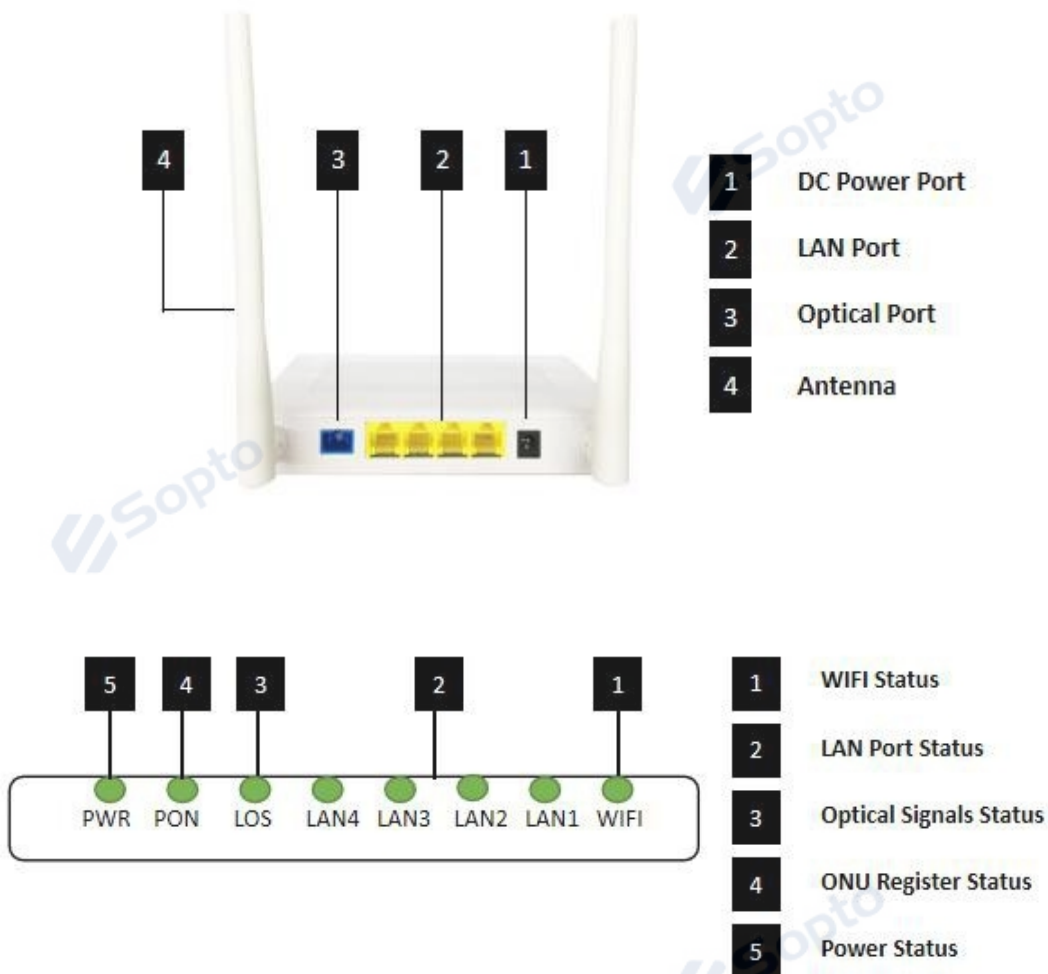 Sopto
4 3 2 1
1 DC Power Port
2 LAN Port
3 Optical Port
4 Antenna
Sopto
5 4 3 2 1
PWR PON LOS LAN4 LAN3 LAN2 LAN1 WIFI
1 WIFI Status
2 LAN Port Status
3 Optical Signals Status
4 ONU Register Status
5 Power Status
Sopto